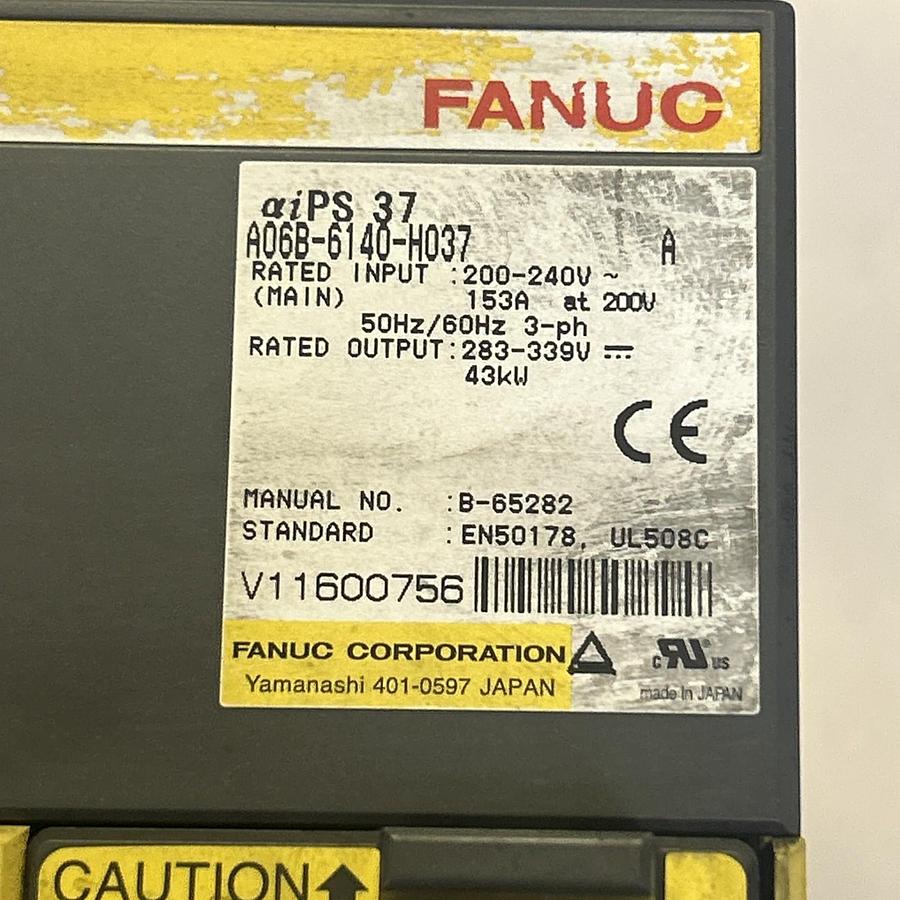 FANUC
αiPS 37
A06B-6140-H037 A
RATED INPUT :200-240V ~
(MAIN) 153A at 200V
50Hz/60Hz 3-ph
RATED OUTPUT:283-339V ⎓
43kW
CE
MANUAL NO. :B-65282
STANDARD :EN50178, UL508C
V11600756
FANUC CORPORATION
Yamanashi 401-0597 JAPAN
c RU US
made in JAPAN
CAUTION